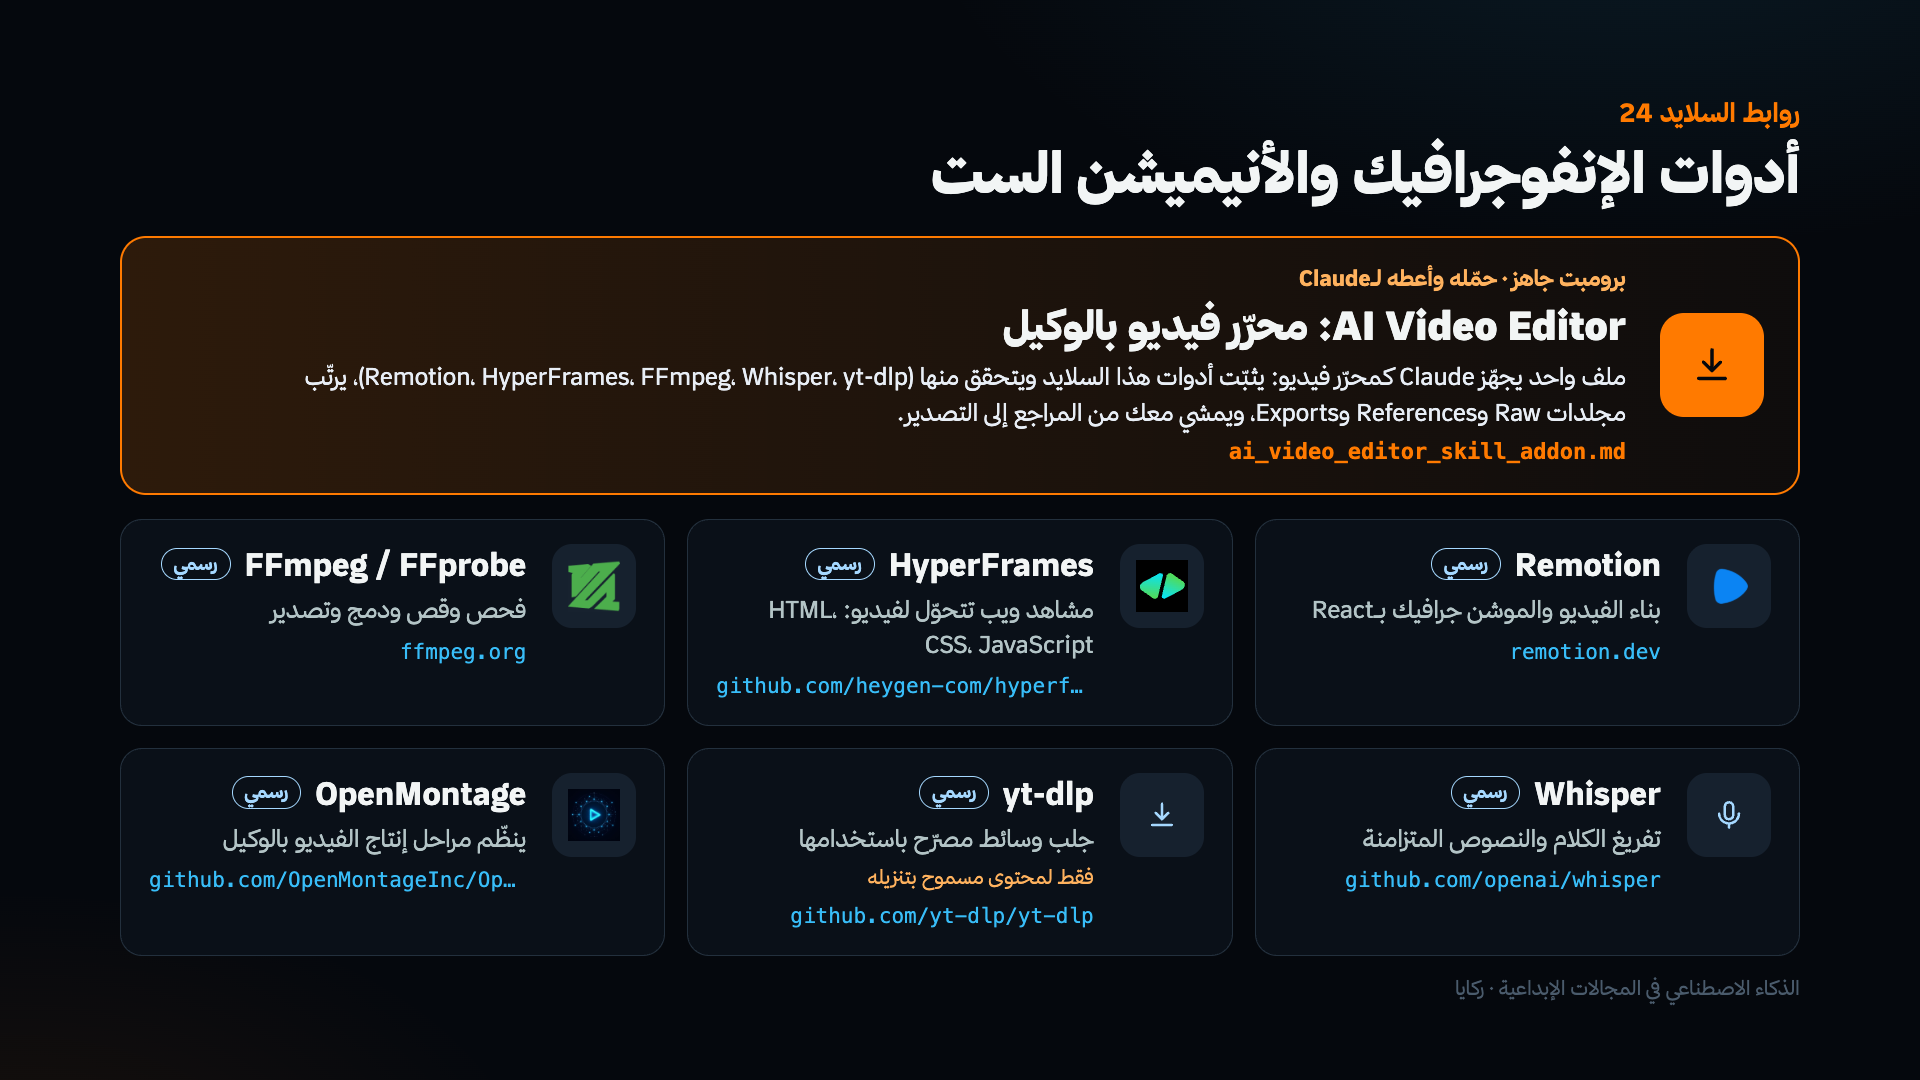 روابط السلايد 24
أدوات الإنفوجرافيك والأنيميشن الست
برومبت جاهز · حمّله وأعطه لـClaude
AI Video Editor: محرّر فيديو بالوكيل
ملف واحد يجهّز Claude كمحرّر فيديو: يثبّت أدوات هذا السلايد ويتحقق منها (Remotion، HyperFrames، FFmpeg، Whisper، yt-dlp)، يرتّب
مجلدات Raw وReferences وExports، ويمشي معك من المراجع إلى التصدير.
ai_video_editor_skill_addon.md
Remotion رسمي
بناء الفيديو والموشن جرافيك بـReact
remotion.dev
HyperFrames رسمي
مشاهد ويب تتحوّل لفيديو: HTML،
CSS، JavaScript
github.com/heygen-com/hyperf…
FFmpeg / FFprobe رسمي
فحص وقص ودمج وتصدير
ffmpeg.org
Whisper رسمي
تفريغ الكلام والنصوص المتزامنة
github.com/openai/whisper
yt-dlp رسمي
جلب وسائط مصرّح باستخدامها
فقط لمحتوى مسموح بتنزيله
github.com/yt-dlp/yt-dlp
OpenMontage رسمي
ينظّم مراحل إنتاج الفيديو بالوكيل
github.com/OpenMontageInc/Op…
الذكاء الاصطناعي في المجالات الإبداعية · ركايا